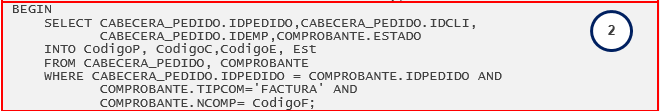 BEGIN
SELECT CABECERA_PEDIDO.IDPEDIDO,CABECERA_PEDIDO.IDCLI,
CABECERA_PEDIDO.IDEMP,COMPROBANTE.ESTADO
INTO CodigoP, CodigoC,CodigoE, Est
FROM CABECERA_PEDIDO, COMPROBANTE
WHERE CABECERA_PEDIDO.IDPEDIDO = COMPROBANTE.IDPEDIDO AND
COMPROBANTE.TIPCOM='FACTURA' AND
COMPROBANTE.NCOMP= CodigoF;
2